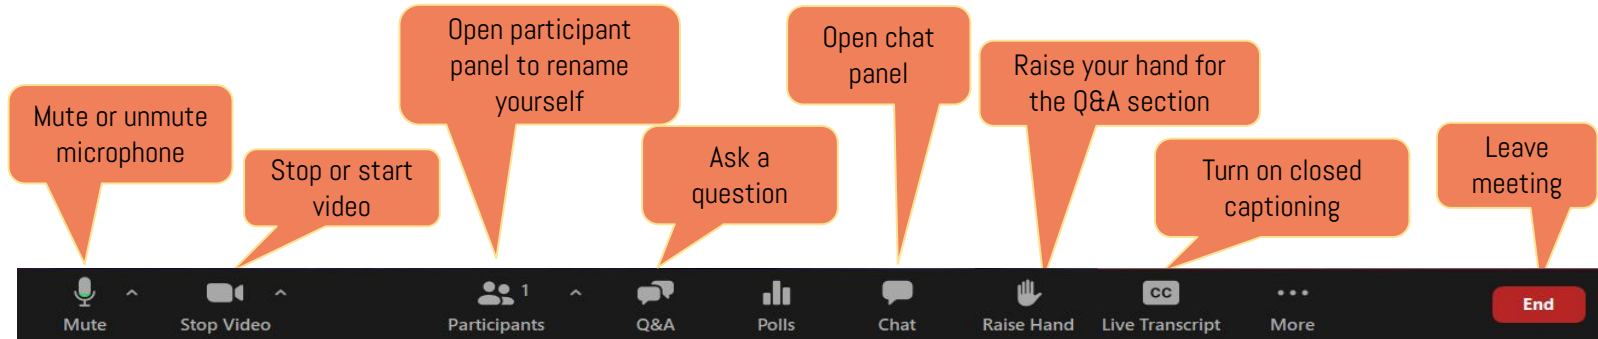 Mute or unmute
microphone
Stop or start
video
Open participant
panel to rename
yourself
Ask a
question
Open chat
panel
Raise your hand for
the Q&A section
Turn on closed
captioning
Leave
meeting
Mute
Stop Video
1
Participants
Q&A
Polls
Chat
Raise Hand
CC
Live Transcript
More
End